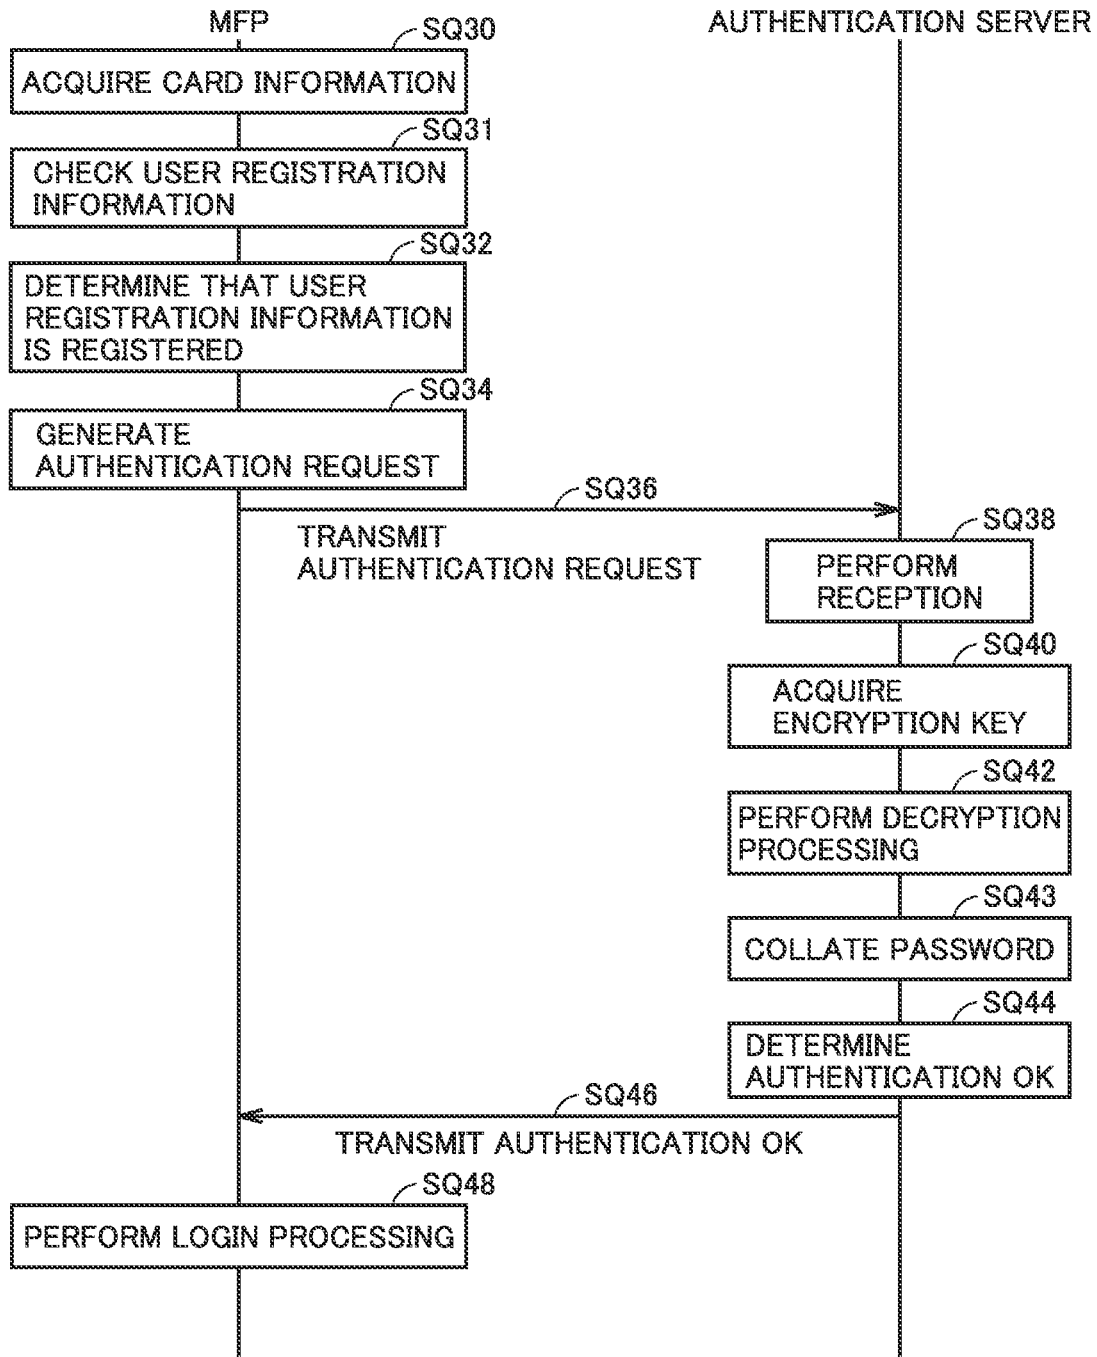 MFP
AUTHENTICATION SERVER
SQ30
ACQUIRE CARD INFORMATION
SQ31
CHECK USER REGISTRATION
INFORMATION
SQ32
DETERMINE THAT USER
REGISTRATION INFORMATION
IS REGISTERED
SQ34
GENERATE
AUTHENTICATION REQUEST
SQ36
TRANSMIT
AUTHENTICATION REQUEST
SQ38
PERFORM
RECEPTION
SQ40
ACQUIRE
ENCRYPTION KEY
SQ42
PERFORM DECRYPTION
PROCESSING
SQ43
COLLATE PASSWORD
SQ44
DETERMINE
AUTHENTICATION OK
SQ46
TRANSMIT AUTHENTICATION OK
SQ48
PERFORM LOGIN PROCESSING